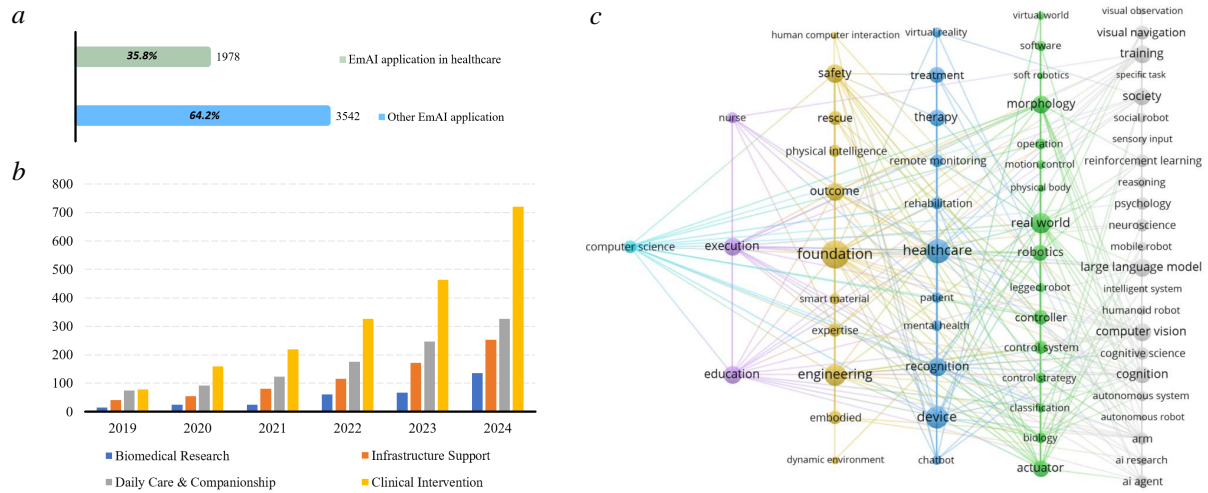 a
35.8%
1978
EmAI application in healthcare
64.2%
3542
Other EmAI application
b
800
700
600
500
400
300
200
100
0
2019
2020
2021
2022
2023
2024
Biomedical Research
Infrastructure Support
Daily Care & Companionship
Clinical Intervention
c
computer science
nurse
execution
education
human computer interaction
safety
rescue
physical intelligence
outcome
foundation
smart material
expertise
engineering
embodied
dynamic environment
virtual reality
treatment
therapy
remote monitoring
rehabilitation
healthcare
patient
mental health
recognition
device
chatbot
virtual world
software
soft robotics
morphology
operation
motion control
physical body
real world
robotics
legged robot
controller
control system
control strategy
classification
biology
actuator
visual observation
visual navigation
training
specific task
society
social robot
sensory input
reinforcement learning
reasoning
psychology
neuroscience
mobile robot
large language model
intelligent system
humanoid robot
computer vision
cognitive science
cognition
autonomous system
autonomous robot
arm
ai research
ai agent